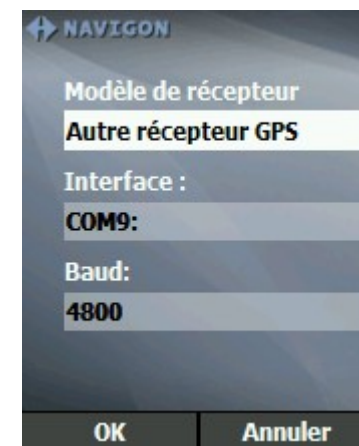 NAVIGON
Modèle de récepteur
Autre récepteur GPS
Interface :
COM9:
Baud:
4800
OK Annuler